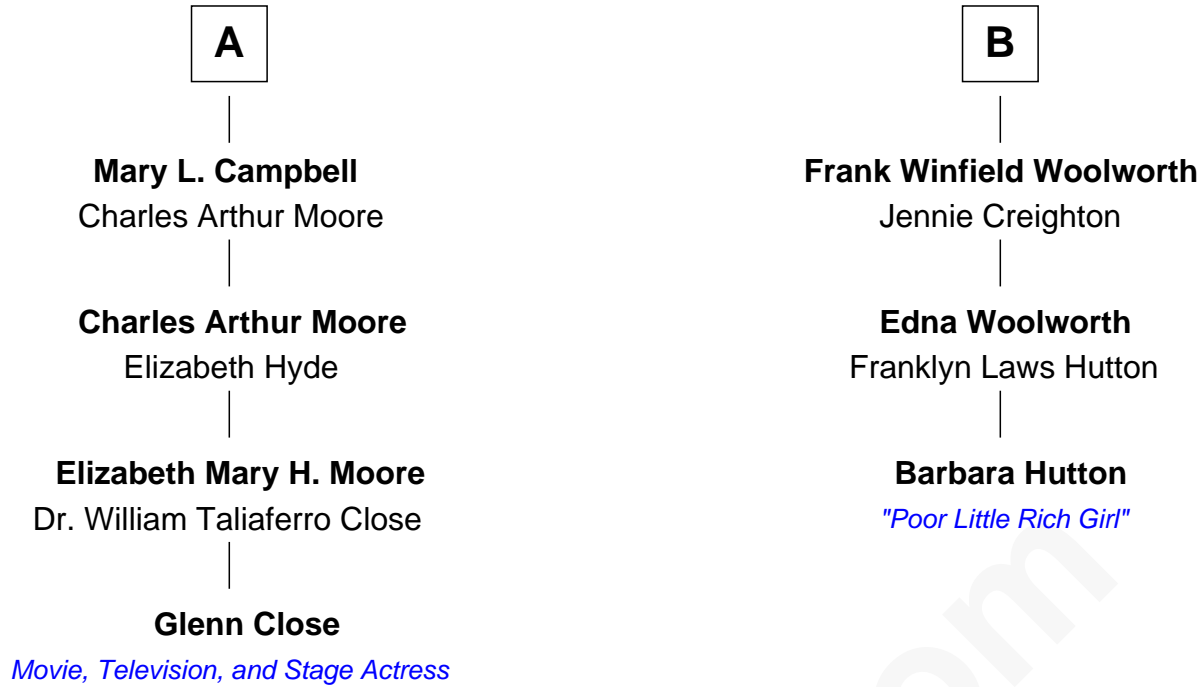 A
Mary L. Campbell
Charles Arthur Moore
Charles Arthur Moore
Elizabeth Hyde
Elizabeth Mary H. Moore
Dr. William Taliaferro Close
Glenn Close
Movie, Television, and Stage Actress
B
Frank Winfield Woolworth
Jennie Creighton
Edna Woolworth
Franklyn Laws Hutton
Barbara Hutton
"Poor Little Rich Girl"
om